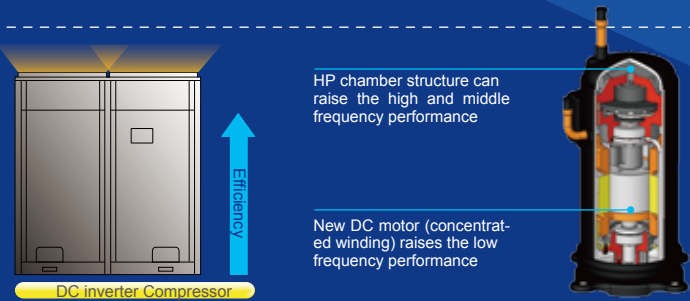 HP chamber structure can
raise the high and middle
frequency performance
Efficiency
New DC motor (concentrat-
ed winding) raises the low
frequency performance
DC inverter Compressor